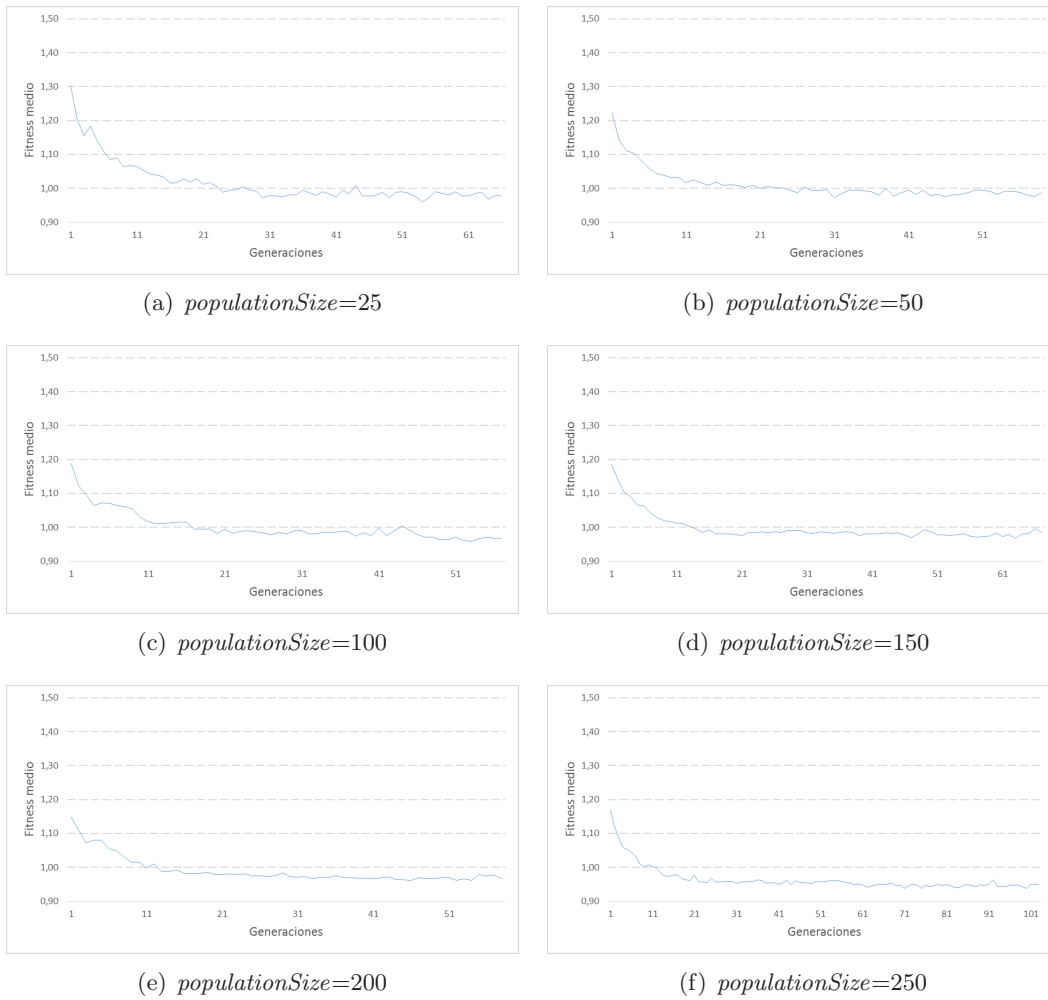 1,50
1,40
1,30
1,20
1,10
1,00
0,90
Fitness medio
1 11 21 31 41 51 61
Generaciones
(a) populationSize=25
1,50
1,40
1,30
1,20
1,10
1,00
0,90
Fitness medio
1 11 21 31 41 51
Generaciones
(b) populationSize=50
1,50
1,40
1,30
1,20
1,10
1,00
0,90
Fitness medio
1 11 21 31 41 51
Generaciones
(c) populationSize=100
1,50
1,40
1,30
1,20
1,10
1,00
0,90
Fitness medio
1 11 21 31 41 51 61
Generaciones
(d) populationSize=150
1,50
1,40
1,30
1,20
1,10
1,00
0,90
Fitness medio
1 11 21 31 41 51
Generaciones
(e) populationSize=200
1,50
1,40
1,30
1,20
1,10
1,00
0,90
Fitness medio
1 11 21 31 41 51 61 71 81 91 101
Generaciones
(f) populationSize=250